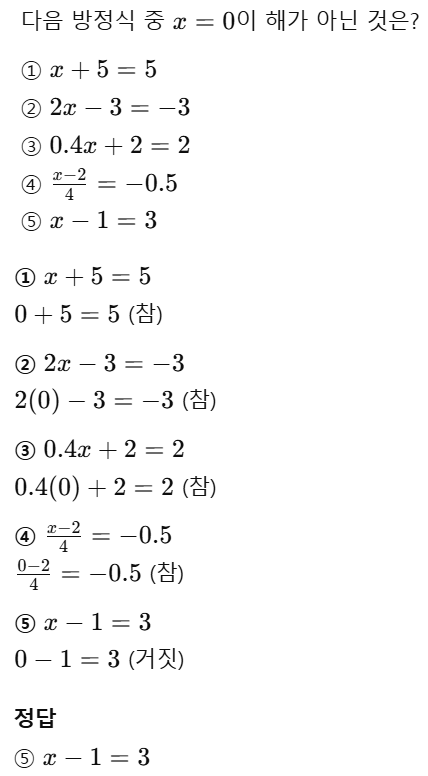 다음 방정식 중 x = 0이 해가 아닌 것은?
① x + 5 = 5
② 2x − 3 = −3
③ 0.4x + 2 = 2
④ \frac{x−2}{4} = −0.5
⑤ x − 1 = 3
① x + 5 = 5
0 + 5 = 5 (참)
② 2x − 3 = −3
2(0) − 3 = −3 (참)
③ 0.4x + 2 = 2
0.4(0) + 2 = 2 (참)
④ \frac{x−2}{4} = −0.5
\frac{0−2}{4} = −0.5 (참)
⑤ x − 1 = 3
0 − 1 = 3 (거짓)
정답
⑤ x − 1 = 3